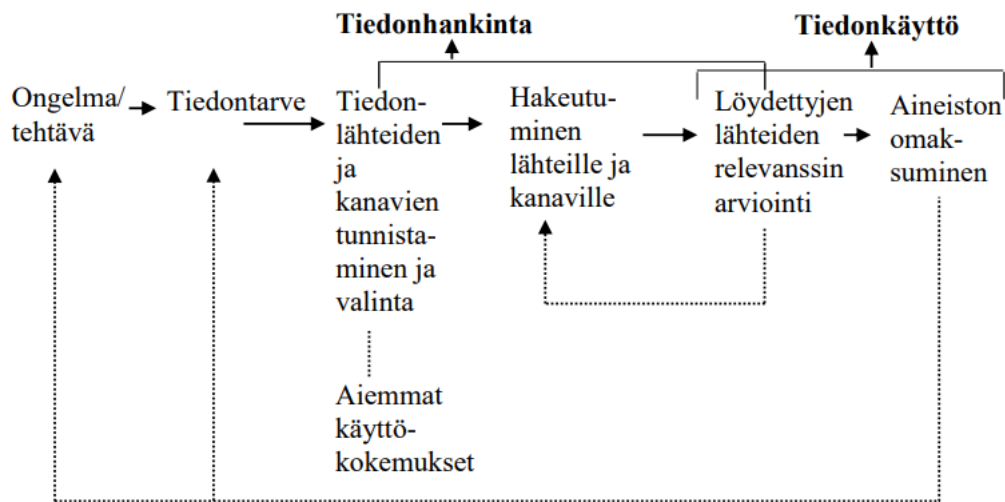 Tiedonhankinta
Tiedonkäyttö
Ongelma/
tehtävä
Tiedontarve
Tiedon-
lähteiden
ja
kanavien
tunnista-
minen ja
valinta
Hakeutu-
minen
lähteille ja
kanaville
Löydettyjen
lähteiden
relevanssin
arviointi
Aineiston
omak-
suminen
Aiemmat
käyttö-
kokemukset